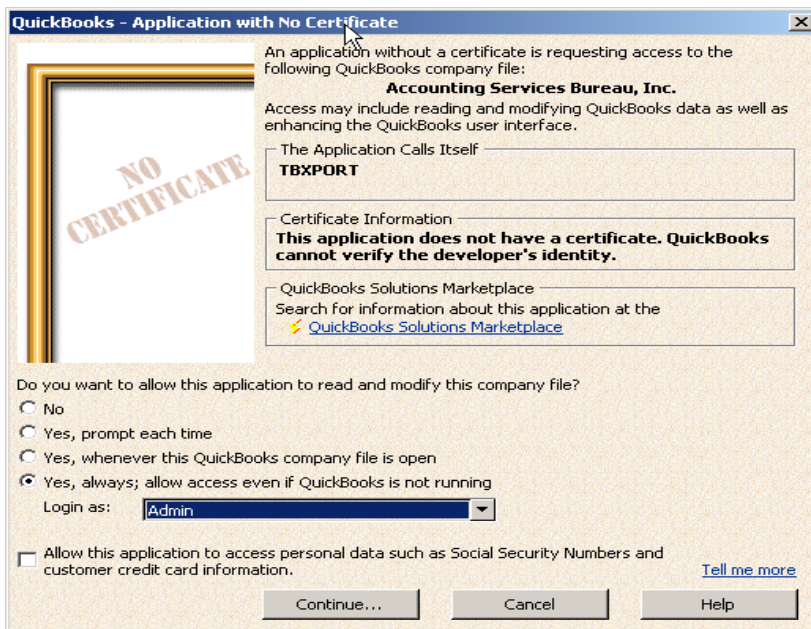 QuickBooks - Application with No Certificate
An application without a certificate is requesting access to the
following QuickBooks company file:
Accounting Services Bureau, Inc.
Access may include reading and modifying QuickBooks data as well as
enhancing the QuickBooks user interface.
The Application Calls Itself
TBXPORT
NO
CERTIFICATE
Certificate Information
This application does not have a certificate. QuickBooks
cannot verify the developer's identity.
QuickBooks Solutions Marketplace
Search for information about this application at the
QuickBooks Solutions Marketplace
Do you want to allow this application to read and modify this company file?
No
Yes, prompt each time
Yes, whenever this QuickBooks company file is open
Yes, always; allow access even if QuickBooks is not running
Login as: Admin
Allow this application to access personal data such as Social Security Numbers and
customer credit card information. Tell me more
Continue... Cancel Help